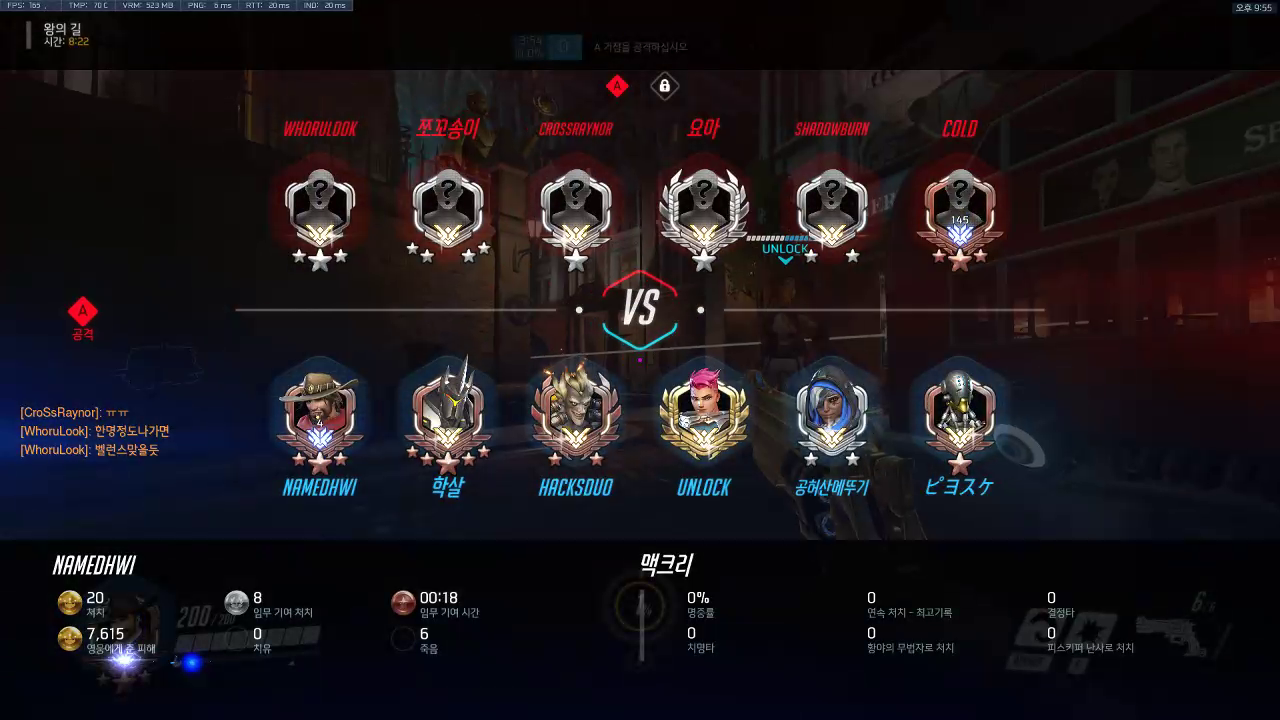 FPS: 165 , TMP: 70 C VRM: 523 MB PNG: 6 ms RTT: 20 ms IND: 20 ms
오후 9:55
왕의 길
시간: 8:22
A 거점을 공격하십시오
A
WHORULOOK 쪼꼬송이 CROSSRAYNOR 요아 SHADOWBURN COLD
145
UNLOCK
VS
A
공격
[CroSsRaynor]: ㅠㅠ
[WhoruLook]: 한명정도나가면
[WhoruLook]: 벨런스맞을듯
4
NAMEDHWI 학살 HACKSDUO UNLOCK 공허산메뚜기 ピヨスケ
NAMEDHWI 맥크리
20 8 00:18 0% 0 0
처치 임무 기여 처치 임무 기여 시간 명중률 연속 처치 - 최고기록 결정타
7,615 0 6 0 0 0
영웅에게 준 피해 치유 죽음 치명타 황야의 무법자로 처치 피스키퍼 난사로 처치
200/200